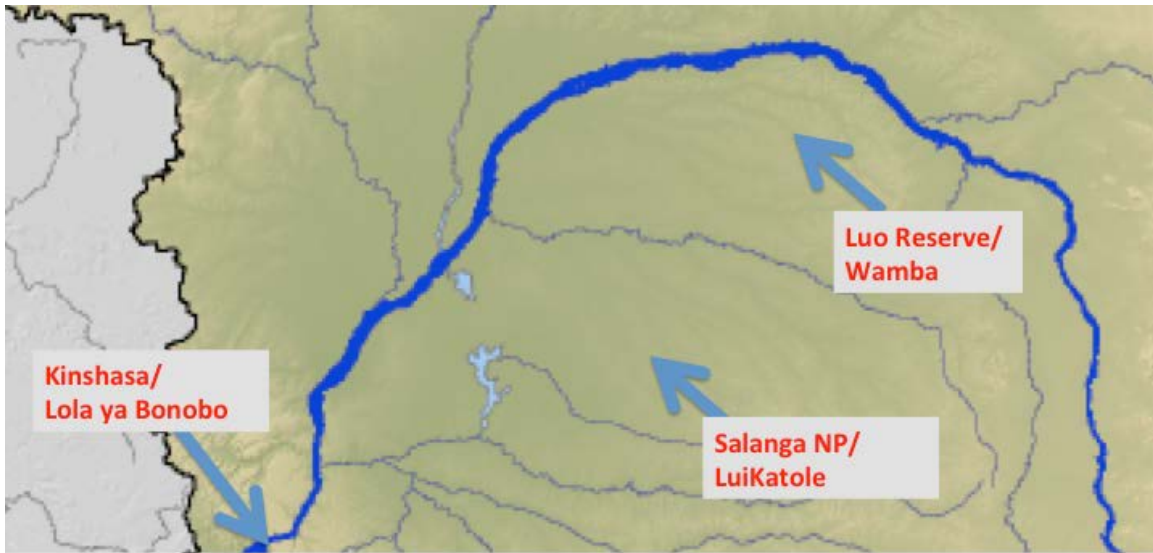 Luo Reserve/
Wamba
Kinshasa/
Lola ya Bonobo
Salanga NP/
LuiKatole